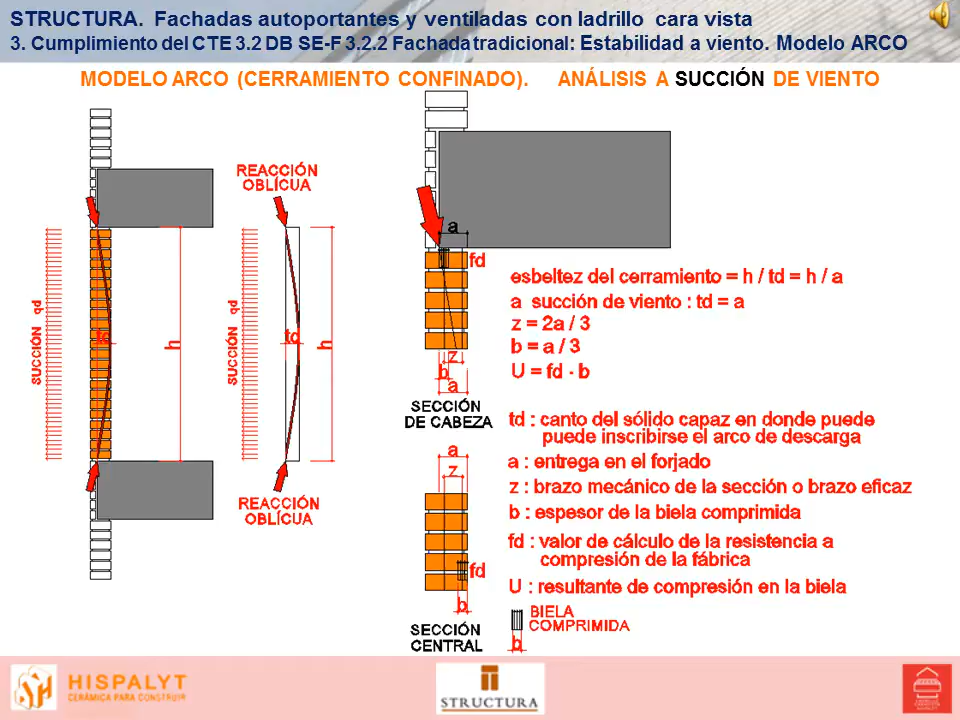 STRUCTURA. Fachadas autoportantes y ventiladas con ladrillo cara vista
3. Cumplimiento del CTE 3.2 DB SE-F 3.2.2 Fachada tradicional: Estabilidad a viento. Modelo ARCO
MODELO ARCO (CERRAMIENTO CONFINADO). ANÁLISIS A SUCCIÓN DE VIENTO
REACCIÓN
OBLÍCUA
SUCCIÓN qd
td
h
SUCCIÓN qd
td
h
REACCIÓN
OBLÍCUA
a
fd
z
b
a
SECCIÓN
DE CABEZA
a
z
fd
b
SECCIÓN
CENTRAL
esbeltez del cerramiento = h / td = h / a
a succión de viento : td = a
z = 2a / 3
b = a / 3
U = fd · b
td : canto del sólido capaz en donde puede
puede inscribirse el arco de descarga
a : entrega en el forjado
z : brazo mecánico de la sección o brazo eficaz
b : espesor de la biela comprimida
fd : valor de cálculo de la resistencia a
compresión de la fábrica
U : resultante de compresión en la biela
BIELA
COMPRIMIDA
b
HISPALYT
CERÁMICA PARA CONSTRUIR
STRUCTURA